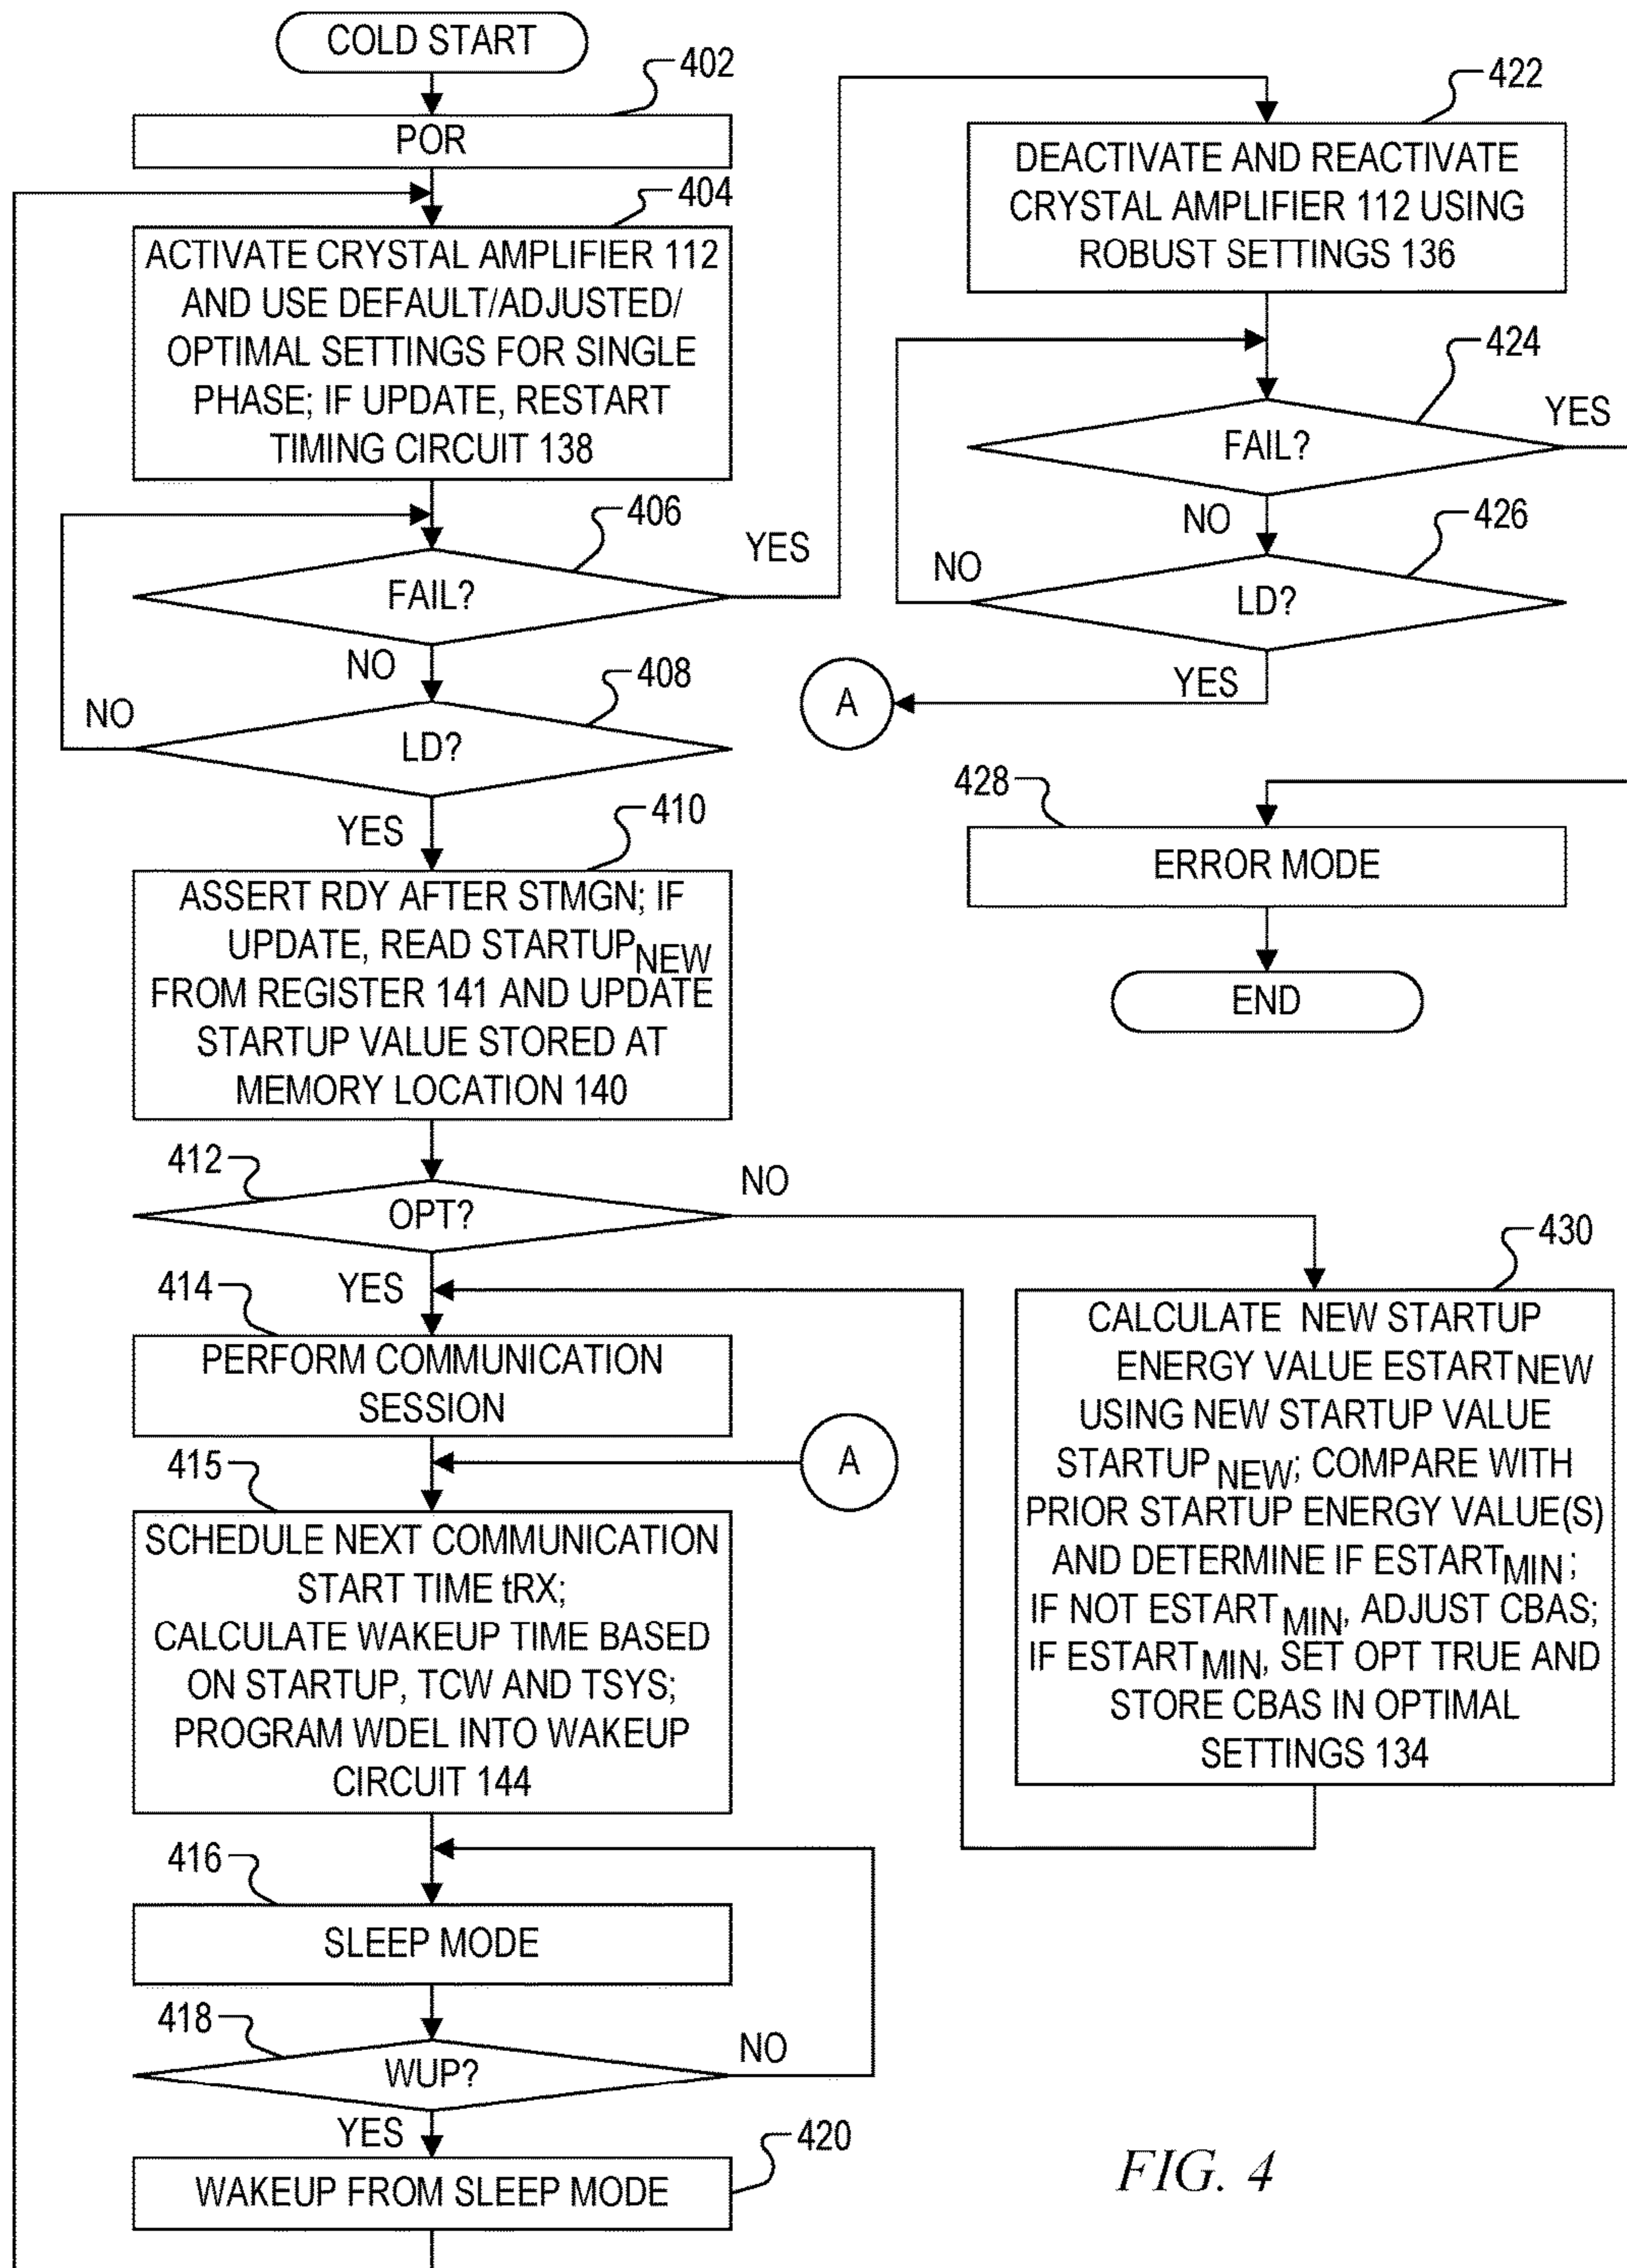 COLD START
402
POR
404
ACTIVATE CRYSTAL AMPLIFIER 112
AND USE DEFAULT/ADJUSTED/
OPTIMAL SETTINGS FOR SINGLE
PHASE; IF UPDATE, RESTART
TIMING CIRCUIT 138
406
YES
FAIL?
NO
408
NO
LD?
YES
410
ASSERT RDY AFTER STMGN; IF
UPDATE, READ STARTUPNEW
FROM REGISTER 141 AND UPDATE
STARTUP VALUE STORED AT
MEMORY LOCATION 140
412
NO
OPT?
YES
414
PERFORM COMMUNICATION
SESSION
A
415
SCHEDULE NEXT COMMUNICATION
START TIME tRX;
CALCULATE WAKEUP TIME BASED
ON STARTUP, TCW AND TSYS;
PROGRAM WDEL INTO WAKEUP
CIRCUIT 144
416
SLEEP MODE
418
NO
WUP?
YES
420
WAKEUP FROM SLEEP MODE
422
DEACTIVATE AND REACTIVATE
CRYSTAL AMPLIFIER 112 USING
ROBUST SETTINGS 136
424
YES
FAIL?
NO
426
NO
LD?
YES
A
428
ERROR MODE
END
430
CALCULATE NEW STARTUP
ENERGY VALUE ESTARTNEW
USING NEW STARTUP VALUE
STARTUPNEW; COMPARE WITH
PRIOR STARTUP ENERGY VALUE(S)
AND DETERMINE IF ESTARTMIN;
IF NOT ESTARTMIN, ADJUST CBAS;
IF ESTARTMIN, SET OPT TRUE AND
STORE CBAS IN OPTIMAL
SETTINGS 134
FIG. 4